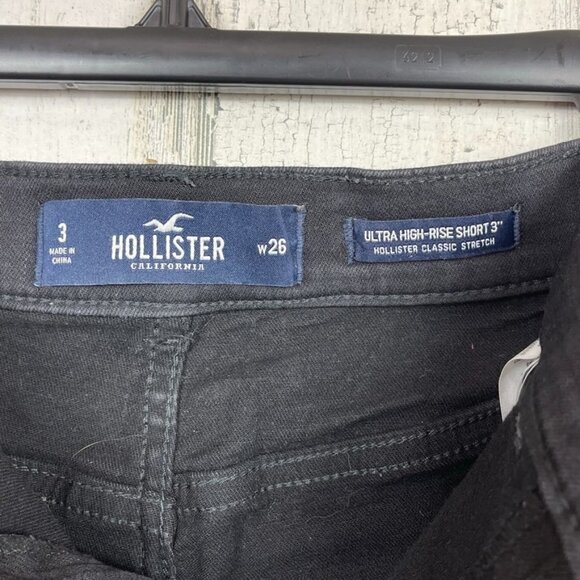 3
MADE IN
CHINA
HOLLISTER
CALIFORNIA
W26
ULTRA HIGH-RISE SHORT 3"
HOLLISTER CLASSIC STRETCH